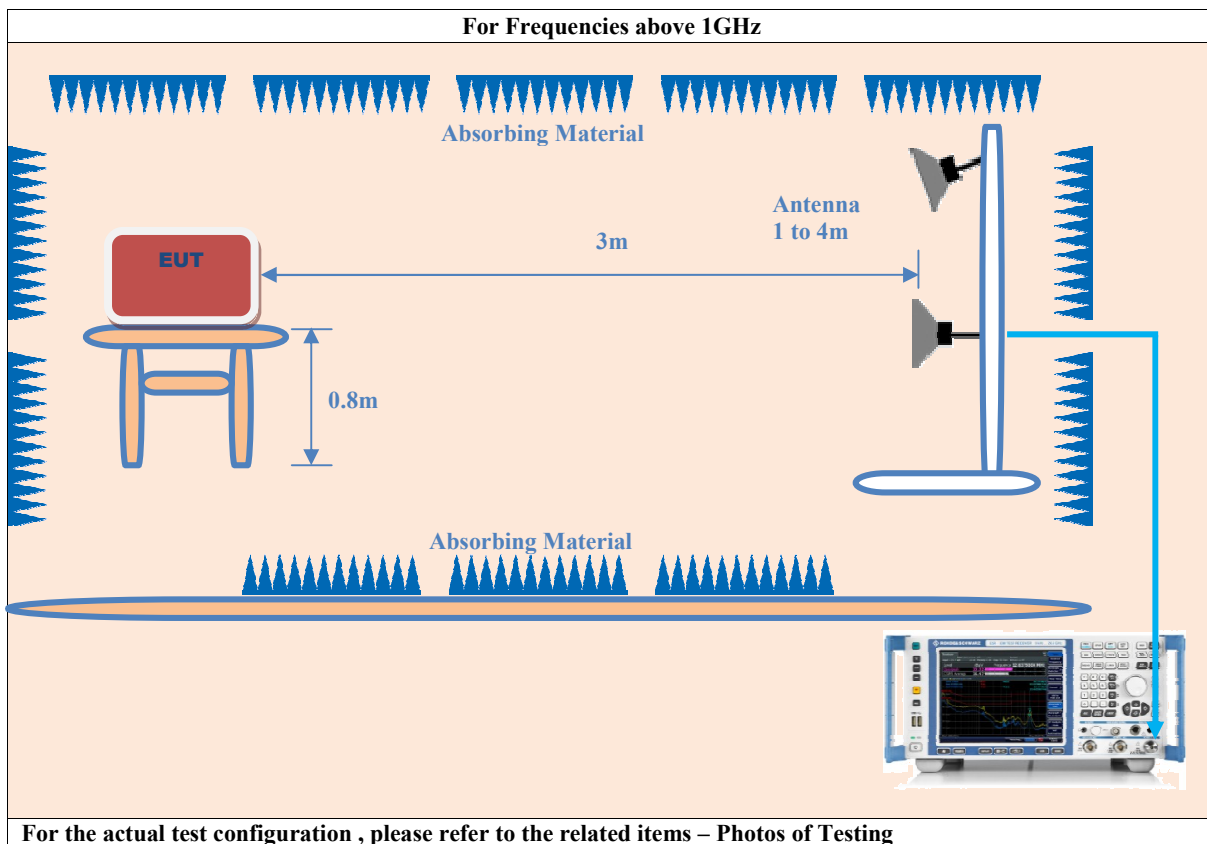 For Frequencies above 1GHz
Absorbing Material
Antenna
1 to 4m
3m
EUT
0.8m
Absorbing Material
For the actual test configuration , please refer to the related items – Photos of Testing